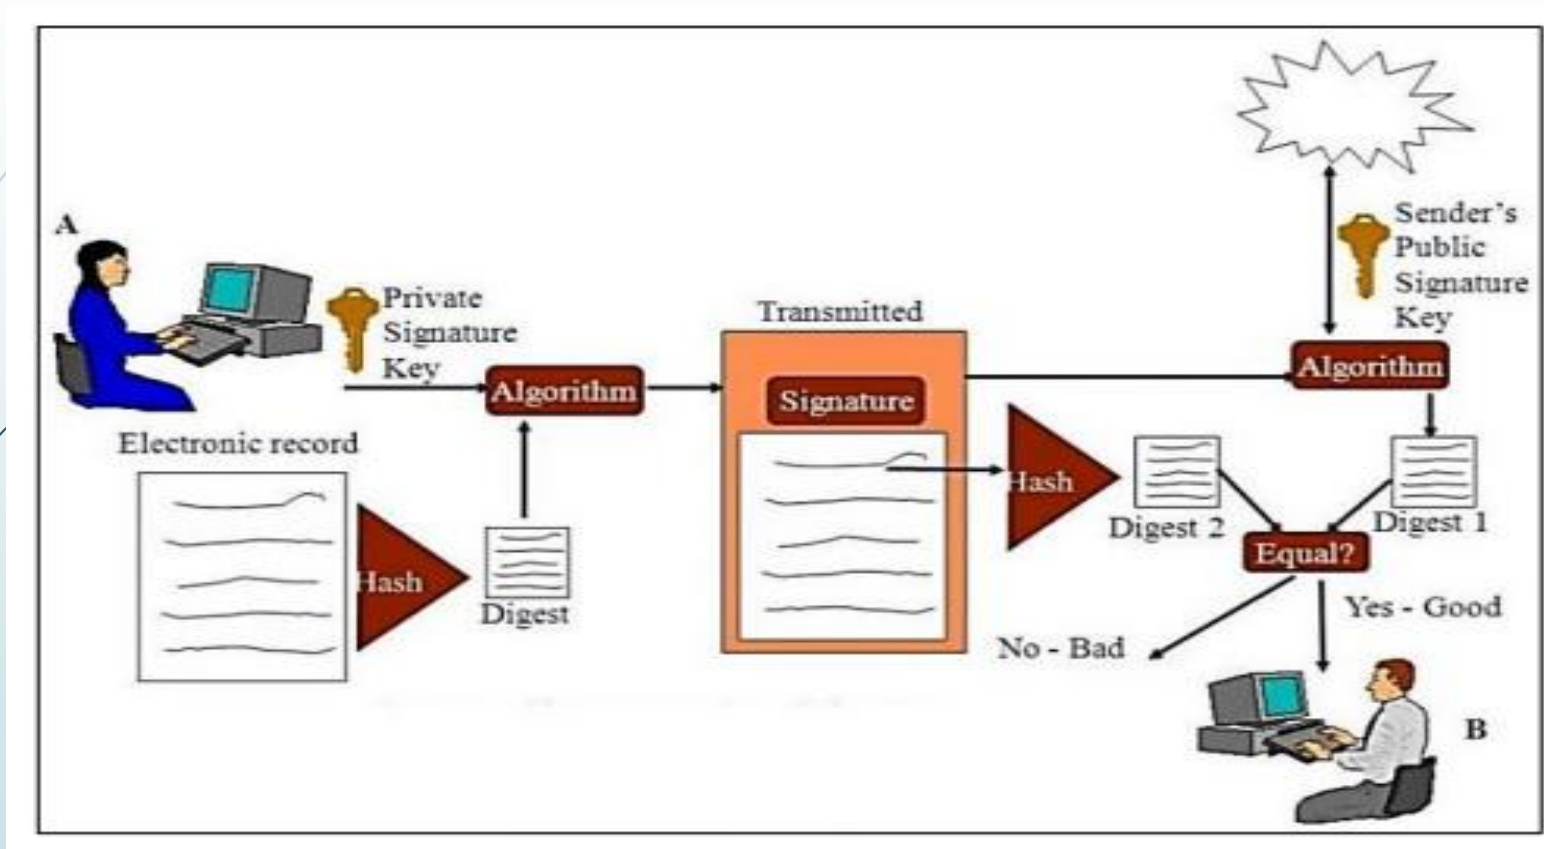 A
Private
Signature
Key
Algorithm
Electronic record
Hash
Digest
Transmitted
Signature
Hash
Digest 2
Sender's
Public
Signature
Key
Algorithm
Digest 1
Equal?
Yes - Good
No - Bad
B